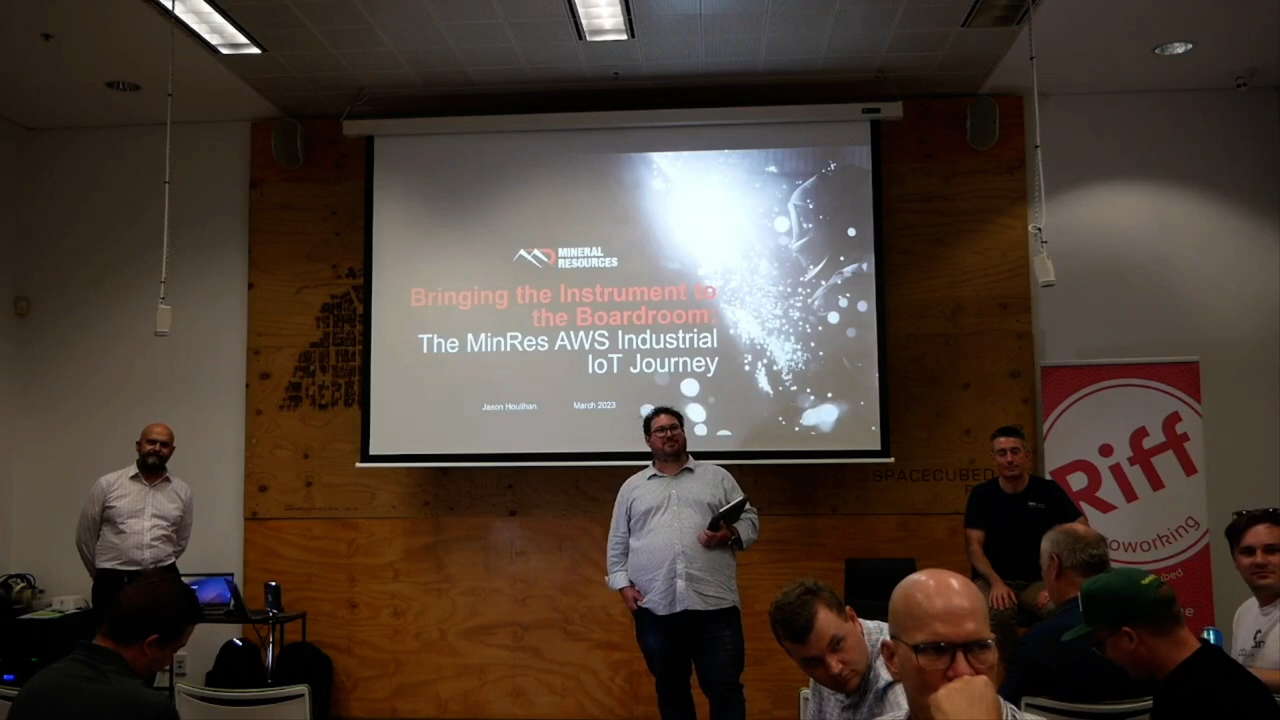 MINERAL
RESOURCES
Bringing the Instrument to
the Boardroom:
The MinRes AWS Industrial
IoT Journey
Jason Houlihan March 2023
SPACECUBED
Riff
coworking